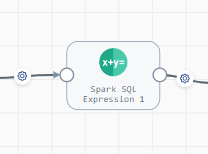 x+y=
Spark SQL
Expression 1